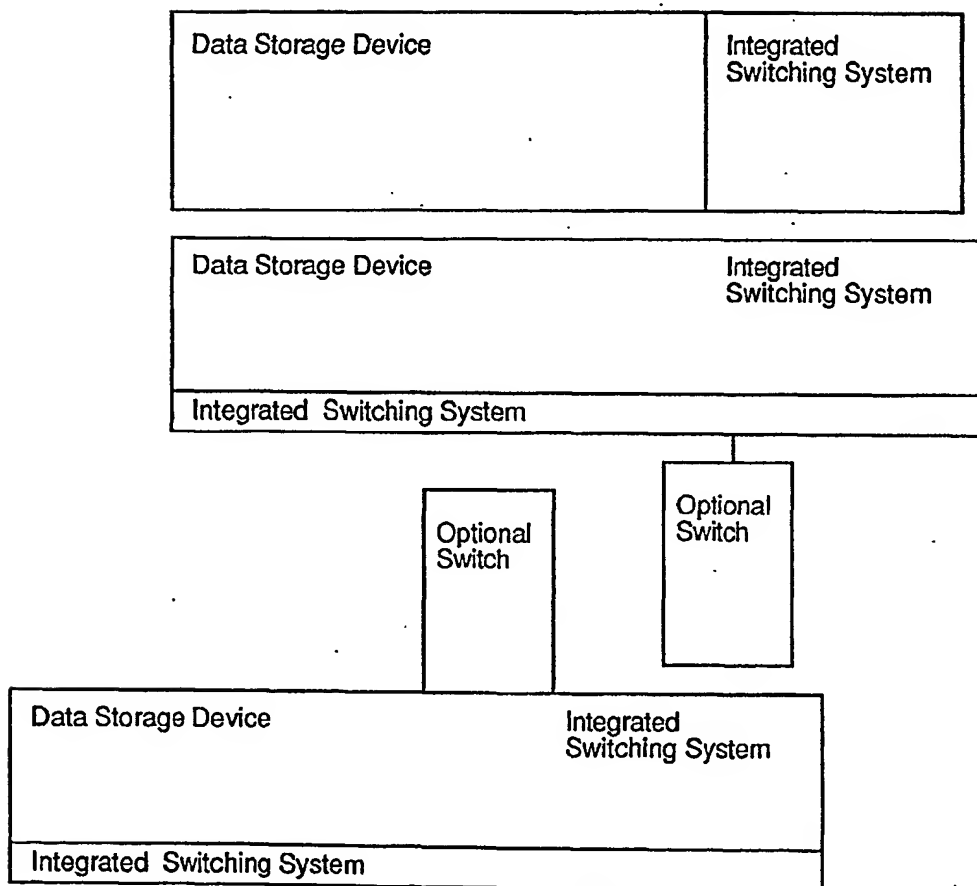 Data Storage Device
Integrated
Switching System
Data Storage Device
Integrated
Switching System
Integrated Switching System
Optional
Switch
Optional
Switch
Data Storage Device
Integrated
Switching System
Integrated Switching System